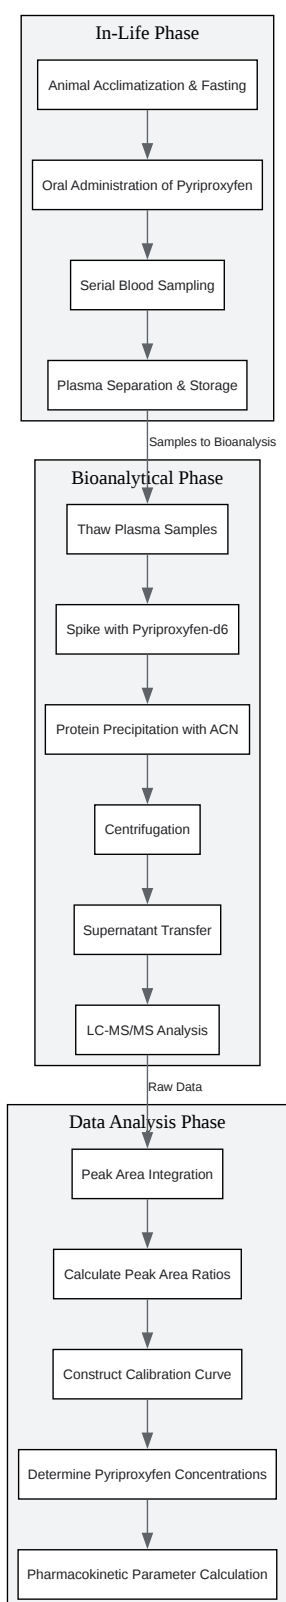 In-Life Phase
Animal Acclimatization & Fasting
Oral Administration of Pyriproxyfen
Serial Blood Sampling
Plasma Separation & Storage
Samples to Bioanalysis
Bioanalytical Phase
Thaw Plasma Samples
Spike with Pyriproxyfen-d6
Protein Precipitation with ACN
Centrifugation
Supernatant Transfer
LC-MS/MS Analysis
Raw Data
Data Analysis Phase
Peak Area Integration
Calculate Peak Area Ratios
Construct Calibration Curve
Determine Pyriproxyfen Concentrations
Pharmacokinetic Parameter Calculation